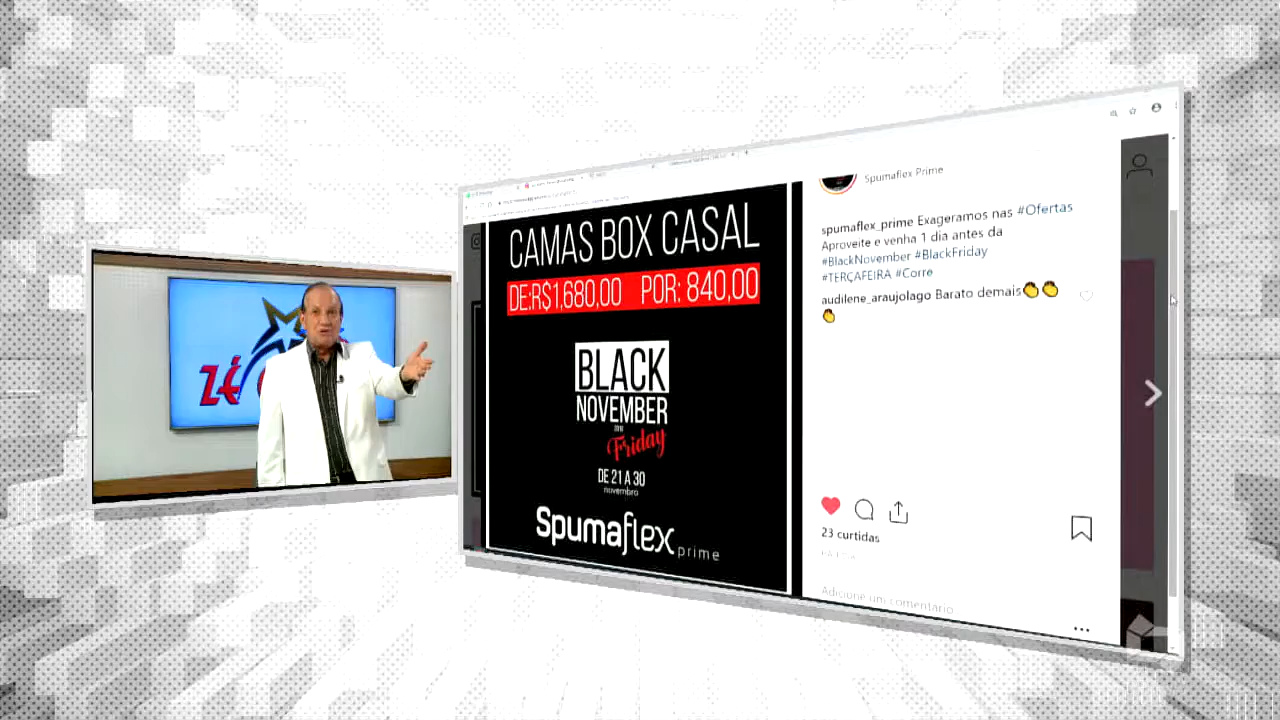 ZÉ
CAMAS BOX CASAL
DE:R$1,680,00 POR: 840,00
BLACK
NOVEMBER
Friday
DE 21 A 30
novembro
Spumaflex prime
Spumaflex Prime
spumaflex_prime Exageramos nas #Ofertas
Aproveite e venha 1 dia antes da
#BlackNovember #BlackFriday
#TERÇAFEIRA #Corre
audilene_araujolago Barato demais👏👏
👏
23 curtidas
Adicione um comentário